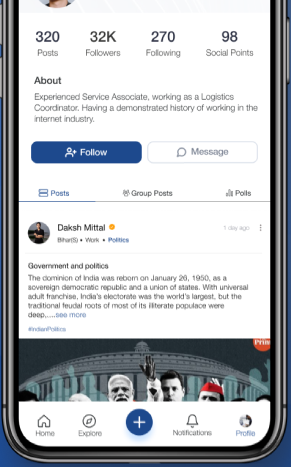 320 32K 270 98
Posts Followers Following Social Points
About
Experienced Service Associate, working as a Logistics
Coordinator. Having a demonstrated history of working in the
internet industry.
Follow Message
Posts Group Posts Polls
Daksh Mittal 1 day ago
Bihar(S) • Work • Politics
Government and politics
The dominion of India was reborn on January 26, 1950, as a
sovereign democratic republic and a union of states. With universal
adult franchise, India's electorate was the world's largest, but the
traditional feudal roots of most of its illiterate populace were
deep,....see more
#IndianPolitics
Home Explore Notifications Profile